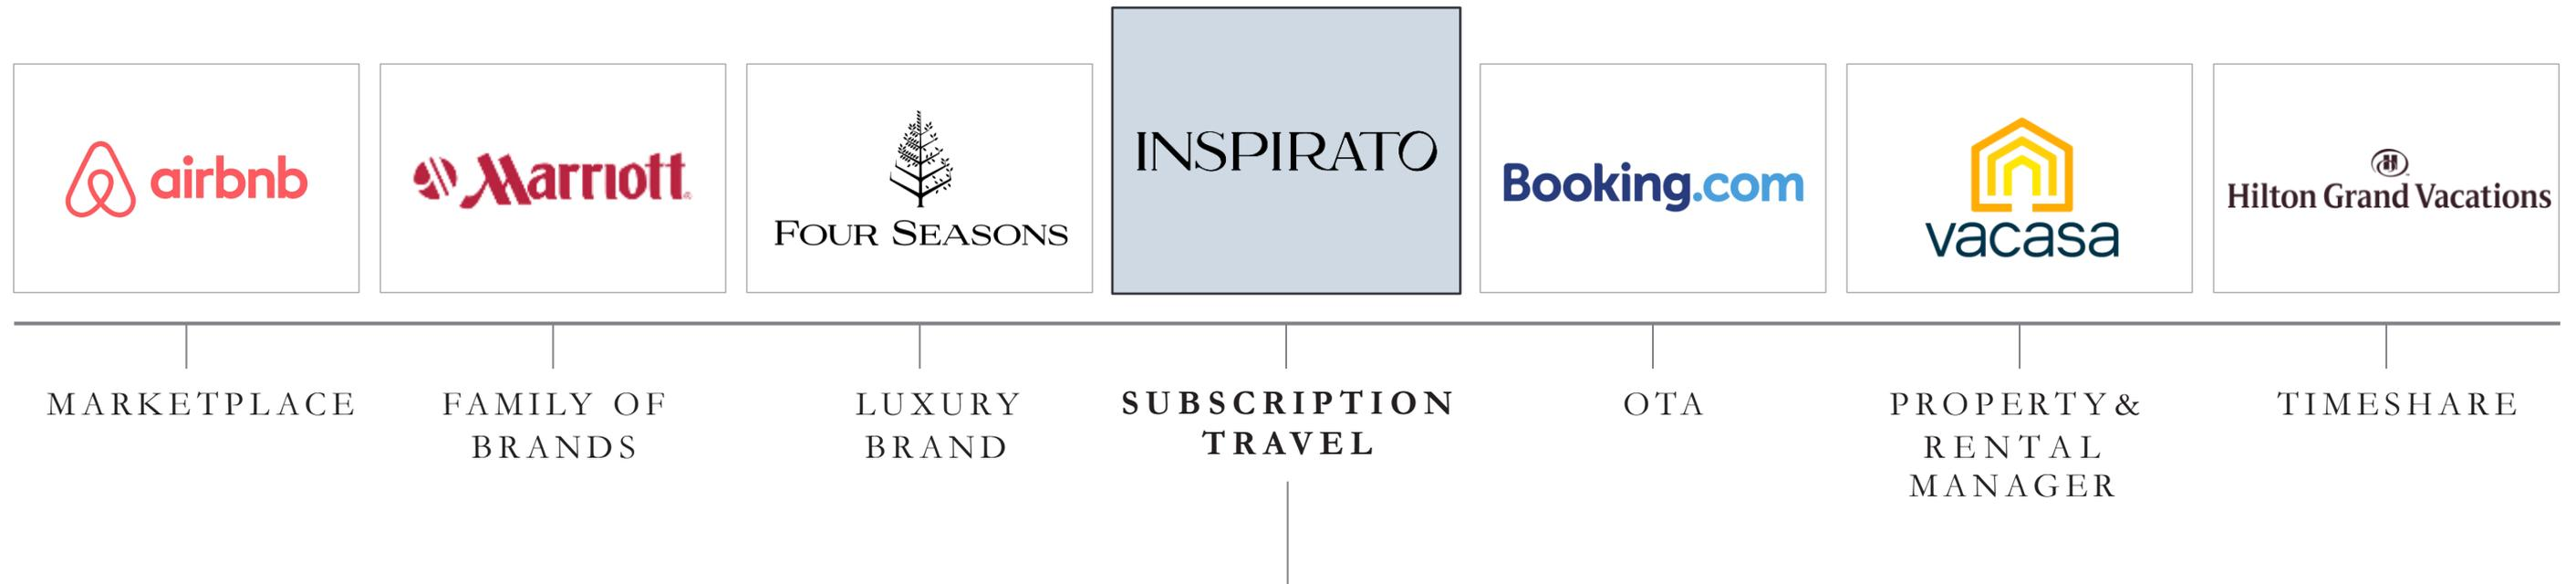 airbnb
Marriott
FOUR SEASONS
INSPIRATO
Booking.com
vacasa
Hilton Grand Vacations
MARKETPLACE
FAMILY OF
BRANDS
LUXURY
BRAND
SUBSCRIPTION
TRAVEL
OTA
PROPERTY&
RENTAL
MANAGER
TIMESHARE